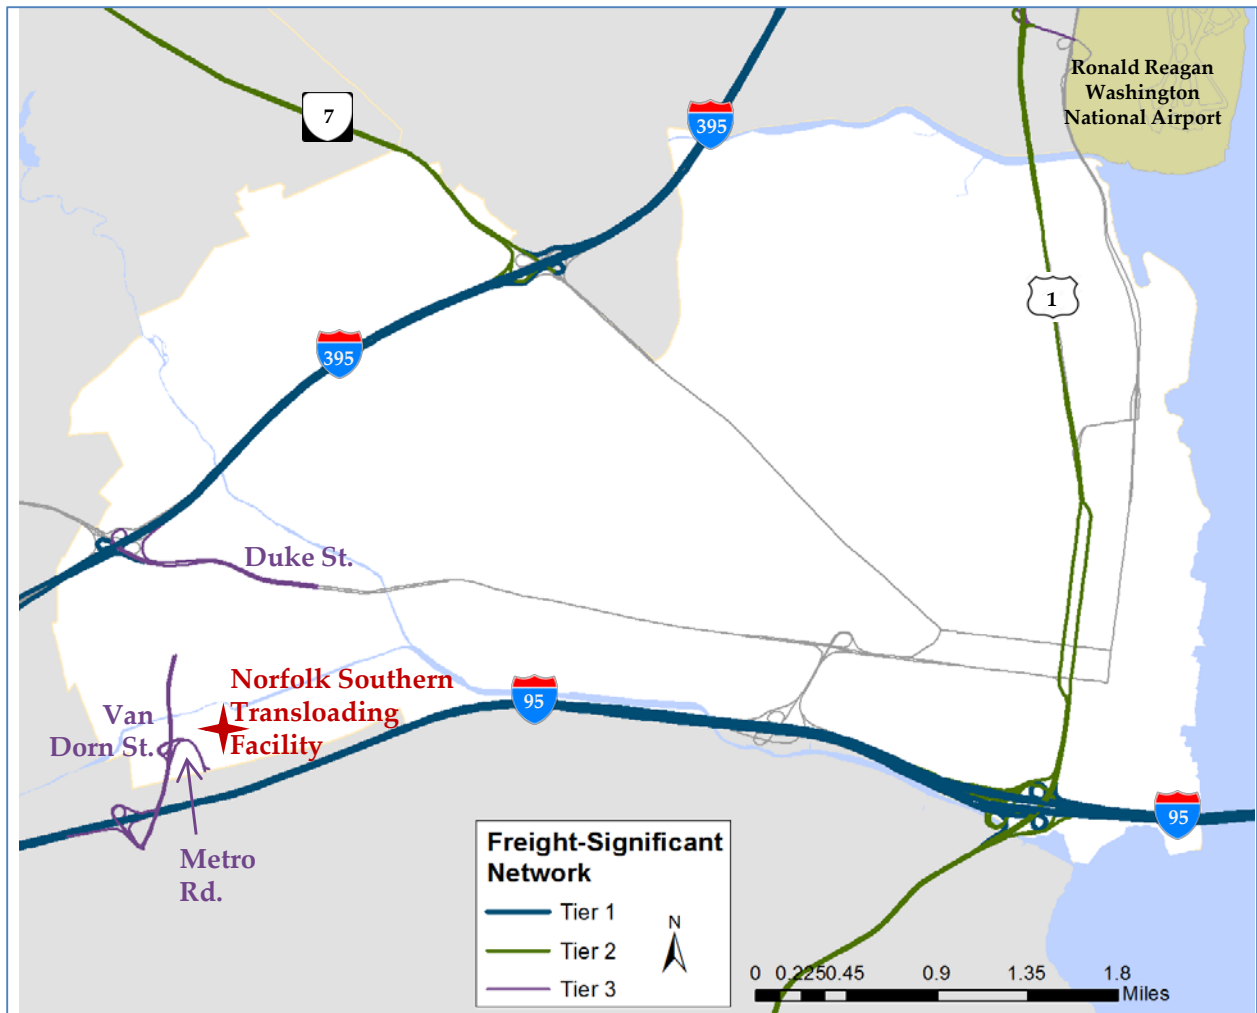 Ronald Reagan
Washington
National Airport
7
395
1
395
Duke St.
Norfolk Southern
Transloading
Facility
95
Van
Dorn St.
Metro
Rd.
95
Freight-Significant
Network
Tier 1
Tier 2
Tier 3
N
0 0.2250.45 0.9 1.35 1.8
Miles